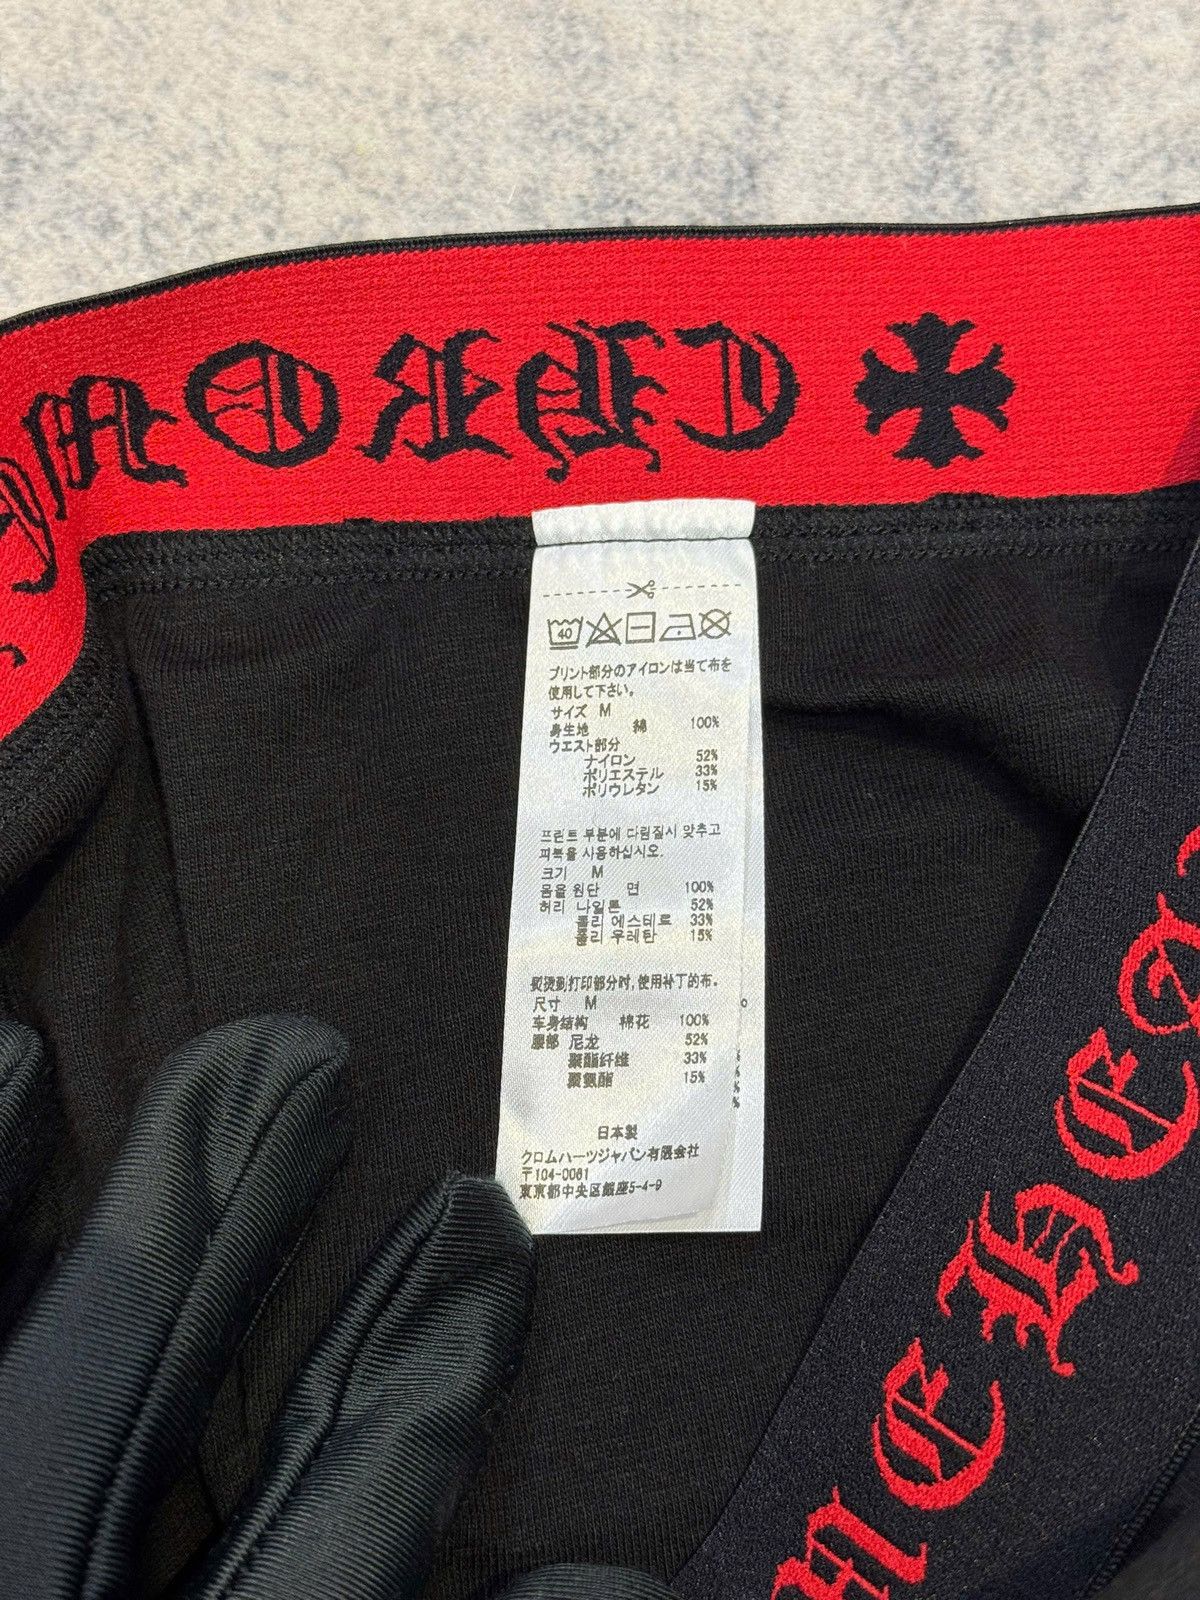 CHROM
40
プリント部分のアイロンは当て布を
使用して下さい。
サイズ M
身生地 綿 100%
ウエスト部分
ナイロン 52%
ポリエステル 33%
ポリウレタン 15%
프린트 부분에 다림질시 맞추고
피복을 사용하십시오.
크기 M
몸을 원단 면 100%
허리 나일론 52%
폴리 에스테르 33%
폴리 우레탄 15%
熨烫到打印部分时,使用补丁的布。
尺寸 M
车身结构 棉花 100%
腰部 尼龙 52%
聚酯纤维 33%
聚氨酯 15%
日本製
クロムハーツジャパン有限会社
〒104-0061
東京都中央区銀座5-4-9